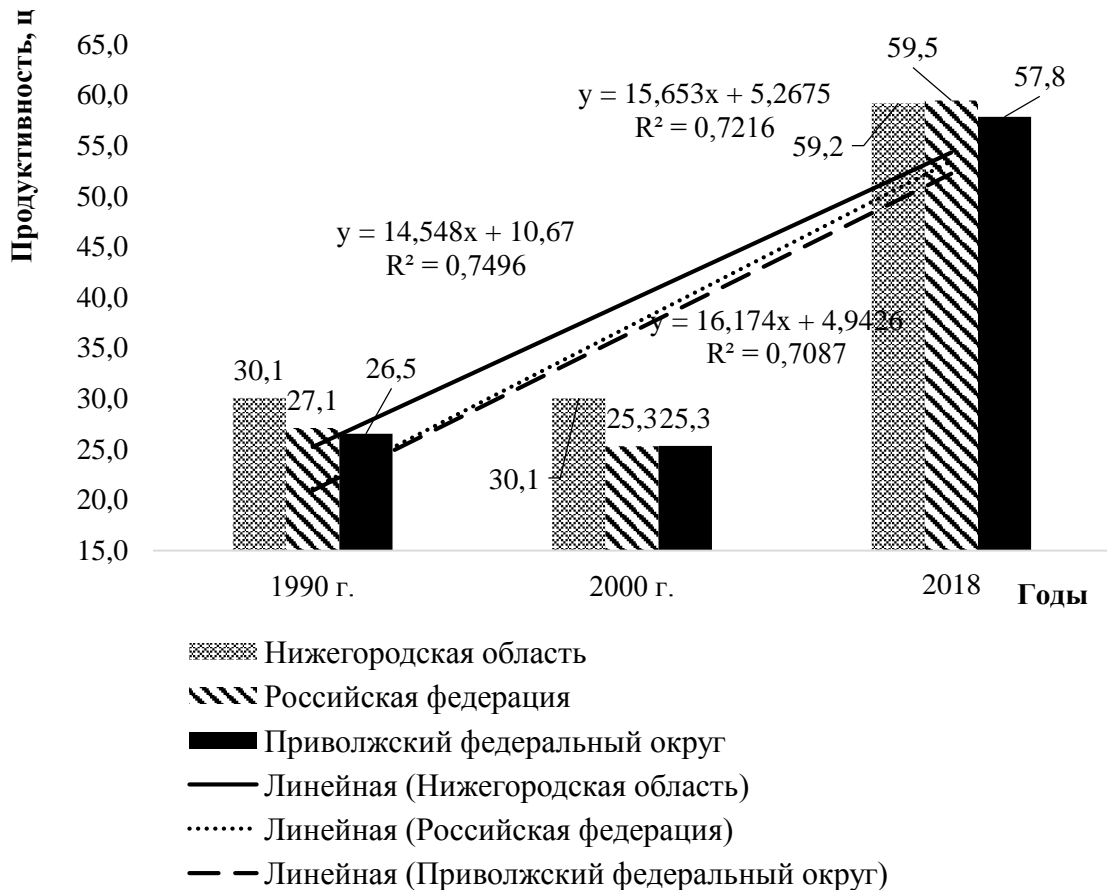 Продуктивность, ц
65,0
60,0
55,0
50,0
45,0
40,0
35,0
30,0
25,0
20,0
15,0
59,5
57,8
y = 15,653x + 5,2675
R² = 0,7216
59,2
y = 14,548x + 10,67
R² = 0,7496
y = 16,174x + 4,9426
R² = 0,7087
30,1
27,1
26,5
30,1
25,3
25,3
1990 г.
2000 г.
2018
Годы
Нижегородская область
Российская федерация
Приволжский федеральный округ
Линейная (Нижегородская область)
Линейная (Российская федерация)
Линейная (Приволжский федеральный округ)